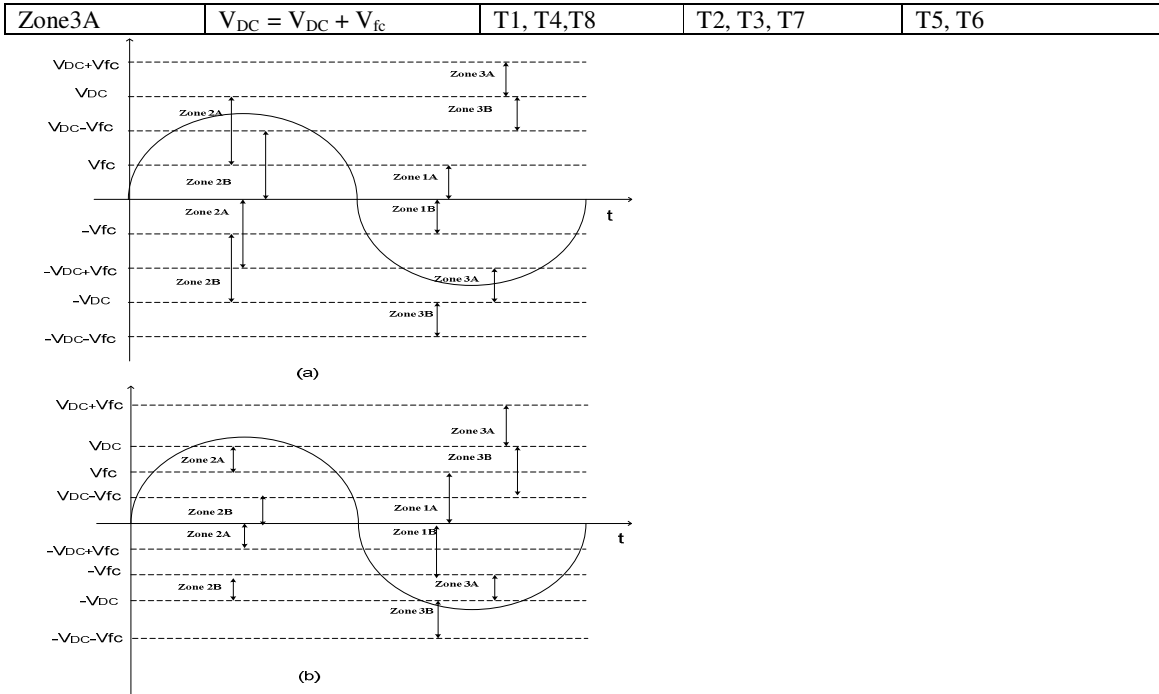 Zone3A V_DC = V_DC + V_fc T1, T4,T8 T2, T3, T7 T5, T6
VDC+Vfc
Zone 3A
VDC
Zone 2A
Zone 3B
VDC-Vfc
Vfc
Zone 2B
Zone 1A
Zone 2A
Zone 1B
t
-Vfc
-VDC+Vfc
Zone 2B
Zone 3A
-VDC
Zone 3B
-VDC-Vfc
(a)
VDC+Vfc
Zone 3A
VDC
Zone 2A
Zone 3B
Vfc
VDC-Vfc
Zone 2B
Zone 1A
Zone 2A
Zone 1B
t
-VDC+Vfc
-Vfc
Zone 2B
Zone 3A
-VDC
Zone 3B
-VDC-Vfc
(b)